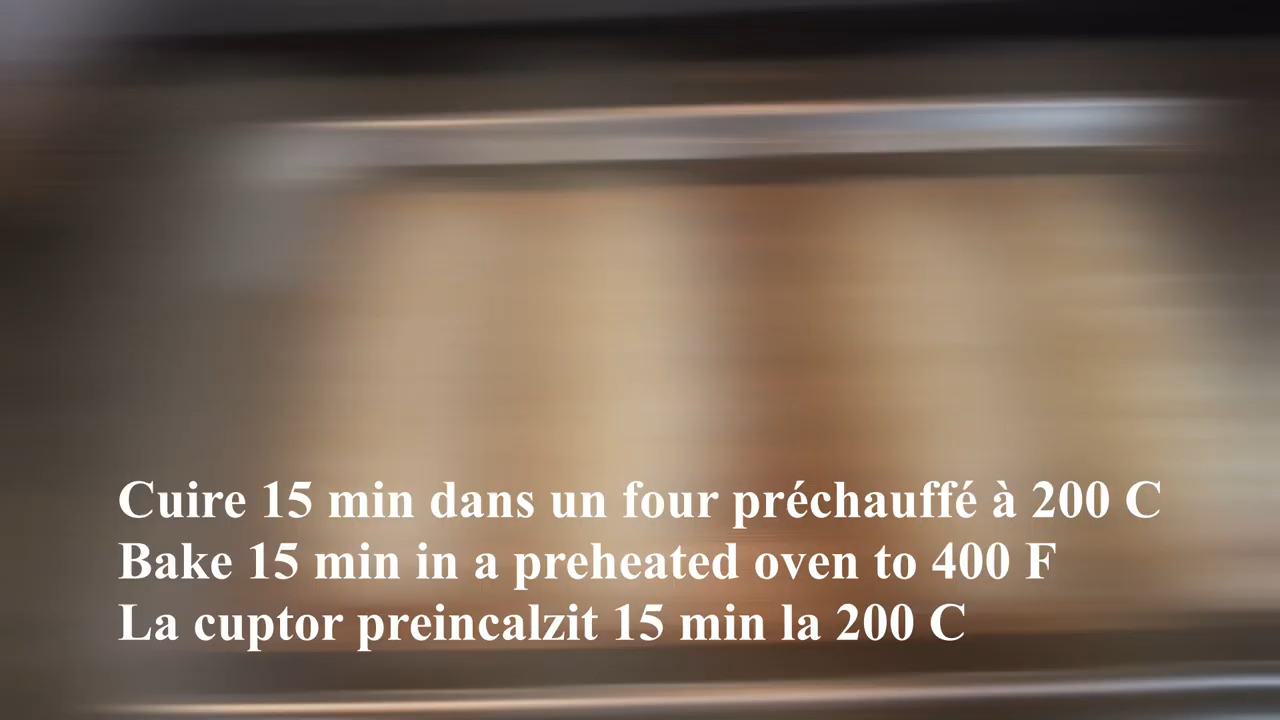 Cuire 15 min dans un four préchauffé à 200 C
Bake 15 min in a preheated oven to 400 F
La cuptor preincalzit 15 min la 200 C